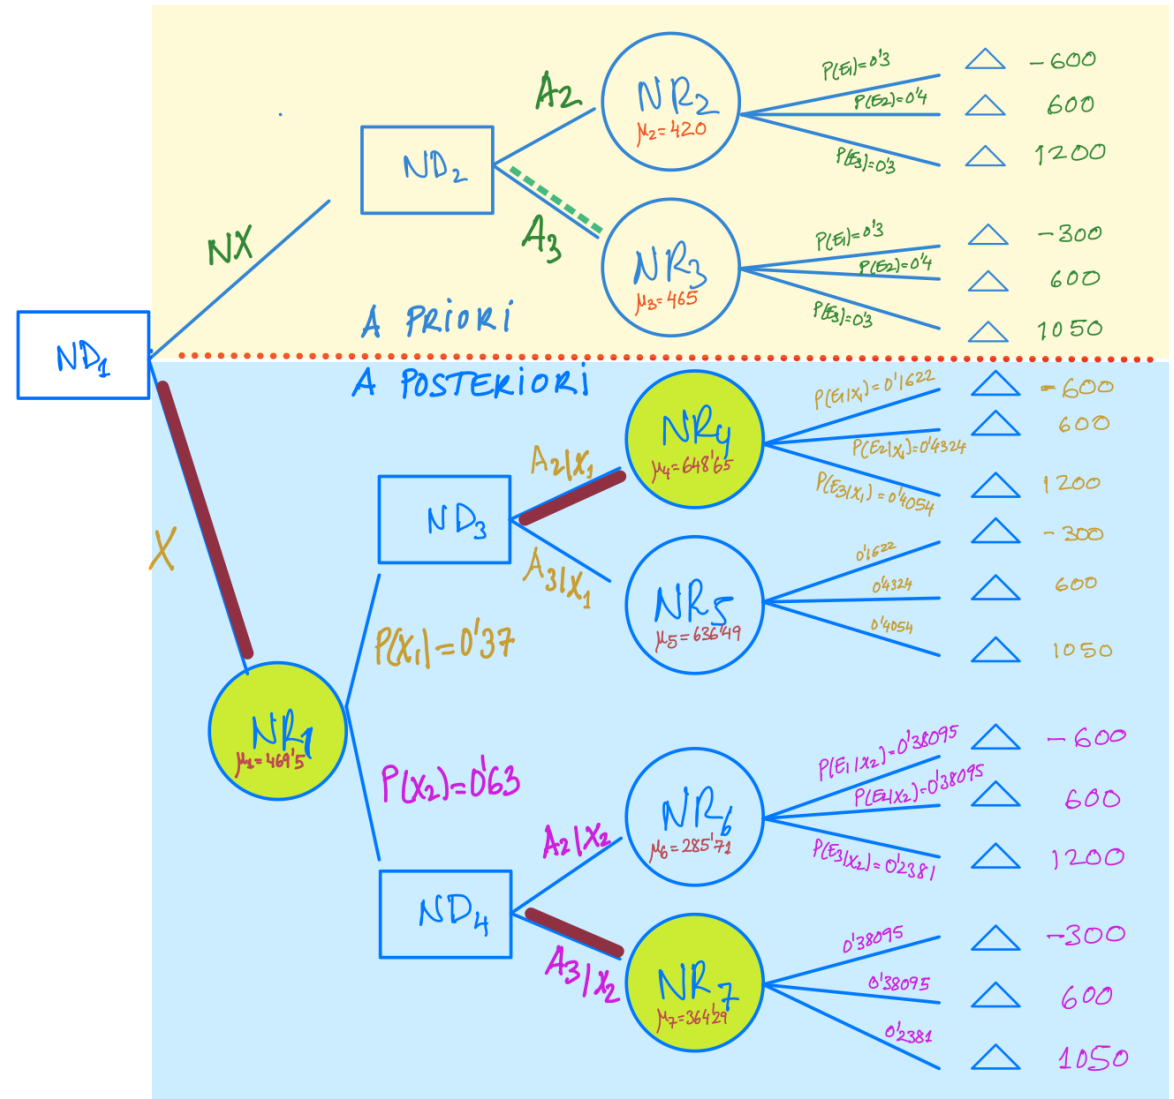 A2
NR2
μ2=420
P(E1)=0'3
-600
P(E2)=0'4
600
P(E3)=0'3
1200
ND2
NX
A3
NR3
μ3=465
P(E1)=0'3
-300
P(E2)=0'4
600
P(E3)=0'3
1050
A PRIORI
ND1
A POSTERIORI
X
A2|X1
NR4
μ4=648'65
P(E1|X1)=0'1622
-600
P(E2|X1)=0'4324
600
P(E3|X1)=0'4054
1200
ND3
A3|X1
NR5
μ5=636'49
0'1622
-300
0'4324
600
0'4054
1050
P(X1)=0'37
NR1
μ1=469'5
P(X2)=0'63
A2|X2
NR6
μ6=285'71
P(E1|X2)=0'38095
-600
P(E2|X2)=0'38095
600
P(E3|X2)=0'2381
1200
ND4
A3|X2
NR7
μ7=364'29
0'38095
-300
0'38095
600
0'2381
1050